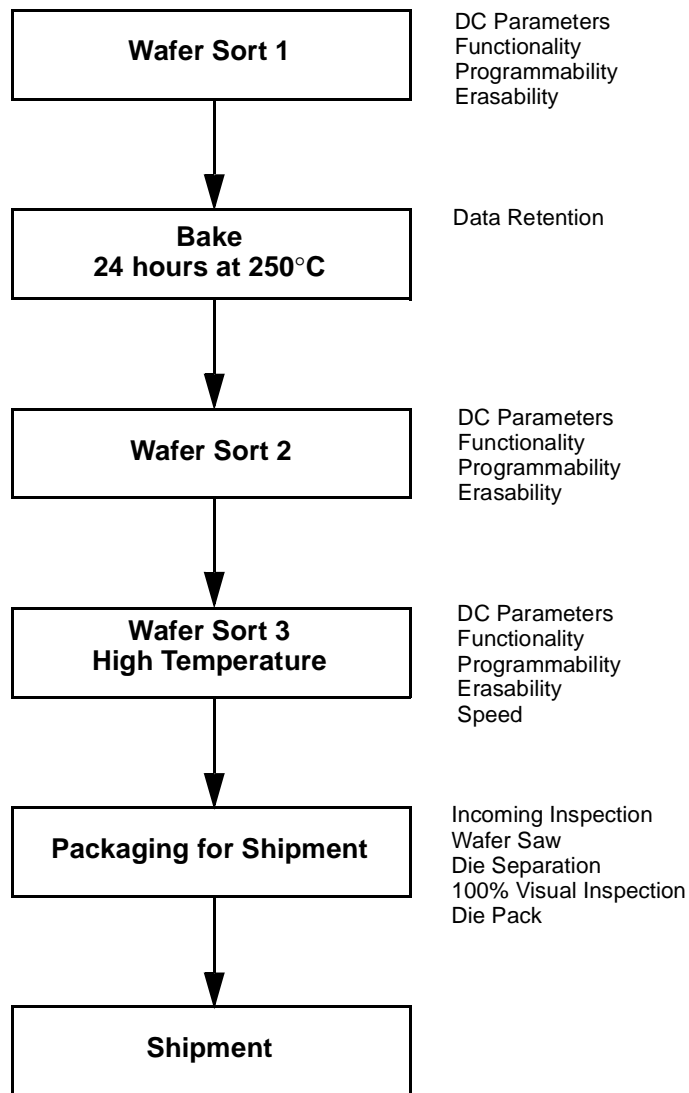 Wafer Sort 1
DC Parameters
Functionality
Programmability
Erasability
Bake
24 hours at 250°C
Data Retention
Wafer Sort 2
DC Parameters
Functionality
Programmability
Erasability
Wafer Sort 3
High Temperature
DC Parameters
Functionality
Programmability
Erasability
Speed
Packaging for Shipment
Incoming Inspection
Wafer Saw
Die Separation
100% Visual Inspection
Die Pack
Shipment